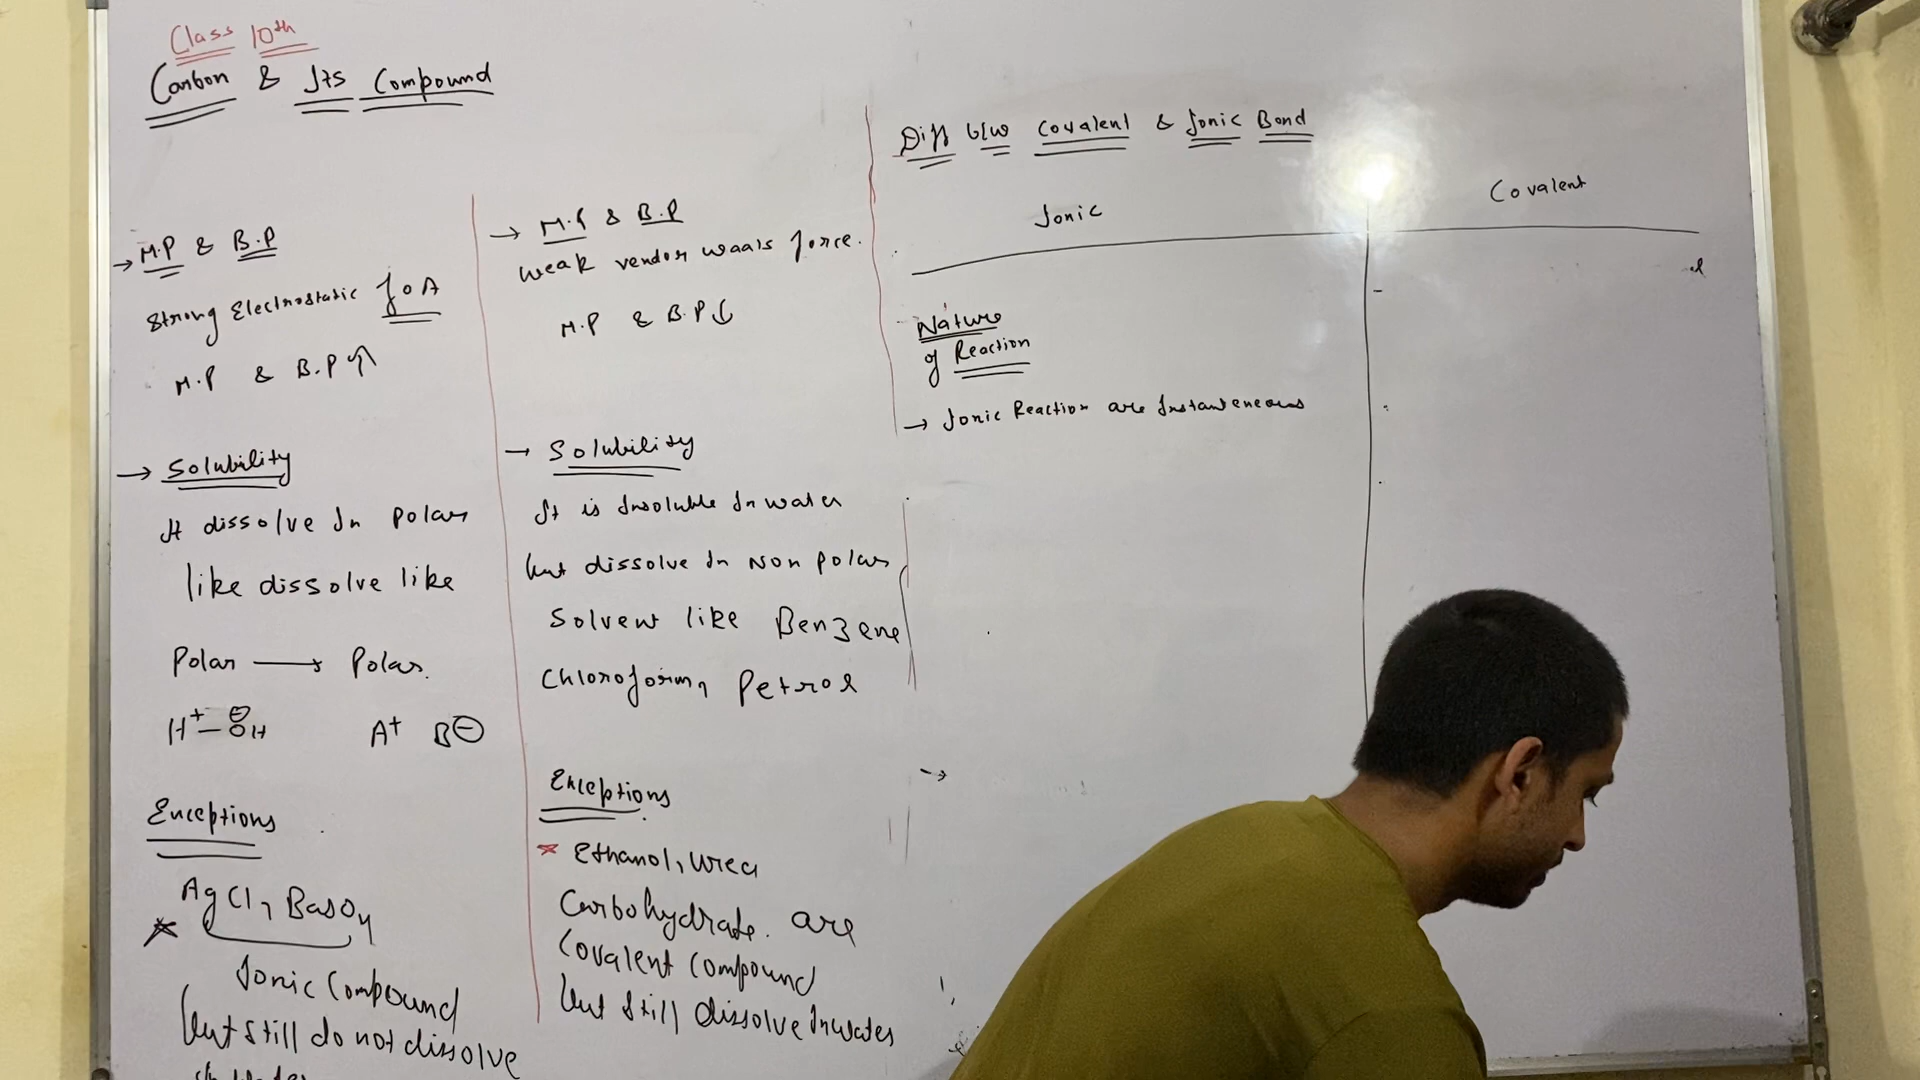 Class 10th
Carbon & Its Compound
→ M.P & B.P
Strong Electrostatic foA
M.P & B.P ↑
→ Solubility
It dissolve In polar
like dissolve like
Polar → Polar.
H⁺ – ⊖OH A⁺ B⊖
Exceptions
AgCl, BaSO₄
Ionic Compound
but still do not dissolve
→ M.P & B.P
weak vender waals force.
M.P & B.P ↓
→ Solubility
It is Insoluble In water
but dissolve In Non polar
Solvent like Benzene
Chloroform, Petrol
Exceptions
* Ethanol, Urea
Carbohydrate. are
Covalent Compound
but still dissolve In water
Diff b/w Covalent & Ionic Bond
Ionic Covalent
Nature
of Reaction
→ Ionic Reaction are Instanteneous
→